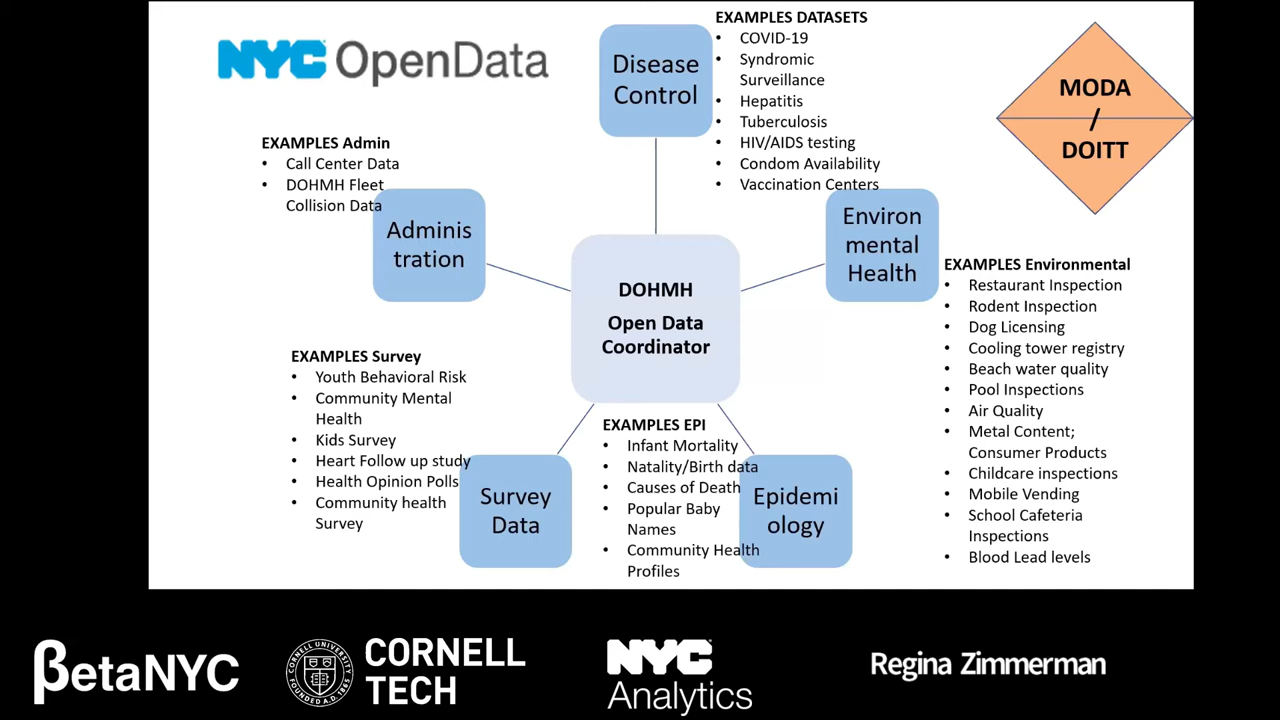 NYC OpenData
EXAMPLES Admin
• Call Center Data
• DOHMH Fleet
Collision Data
Adminis
tration
Disease
Control
EXAMPLES DATASETS
• COVID-19
• Syndromic
Surveillance
• Hepatitis
• Tuberculosis
• HIV/AIDS testing
• Condom Availability
• Vaccination Centers
MODA
/
DOITT
Environ
mental
Health
EXAMPLES Environmental
• Restaurant Inspection
• Rodent Inspection
• Dog Licensing
• Cooling tower registry
• Beach water quality
• Pool Inspections
• Air Quality
• Metal Content;
Consumer Products
• Childcare inspections
• Mobile Vending
• School Cafeteria
Inspections
• Blood Lead levels
DOHMH
Open Data
Coordinator
EXAMPLES Survey
• Youth Behavioral Risk
• Community Mental
Health
• Kids Survey
• Heart Follow up study
• Health Opinion Polls
• Community health
Survey
Survey
Data
EXAMPLES EPI
• Infant Mortality
• Natality/Birth data
• Causes of Death
• Popular Baby
Names
• Community Health
Profiles
Epidemi
ology
βetaNYC
CORNELL UNIVERSITY
FOUNDED A.D. 1865
CORNELL
TECH
NYC
Analytics
Regina Zimmerman